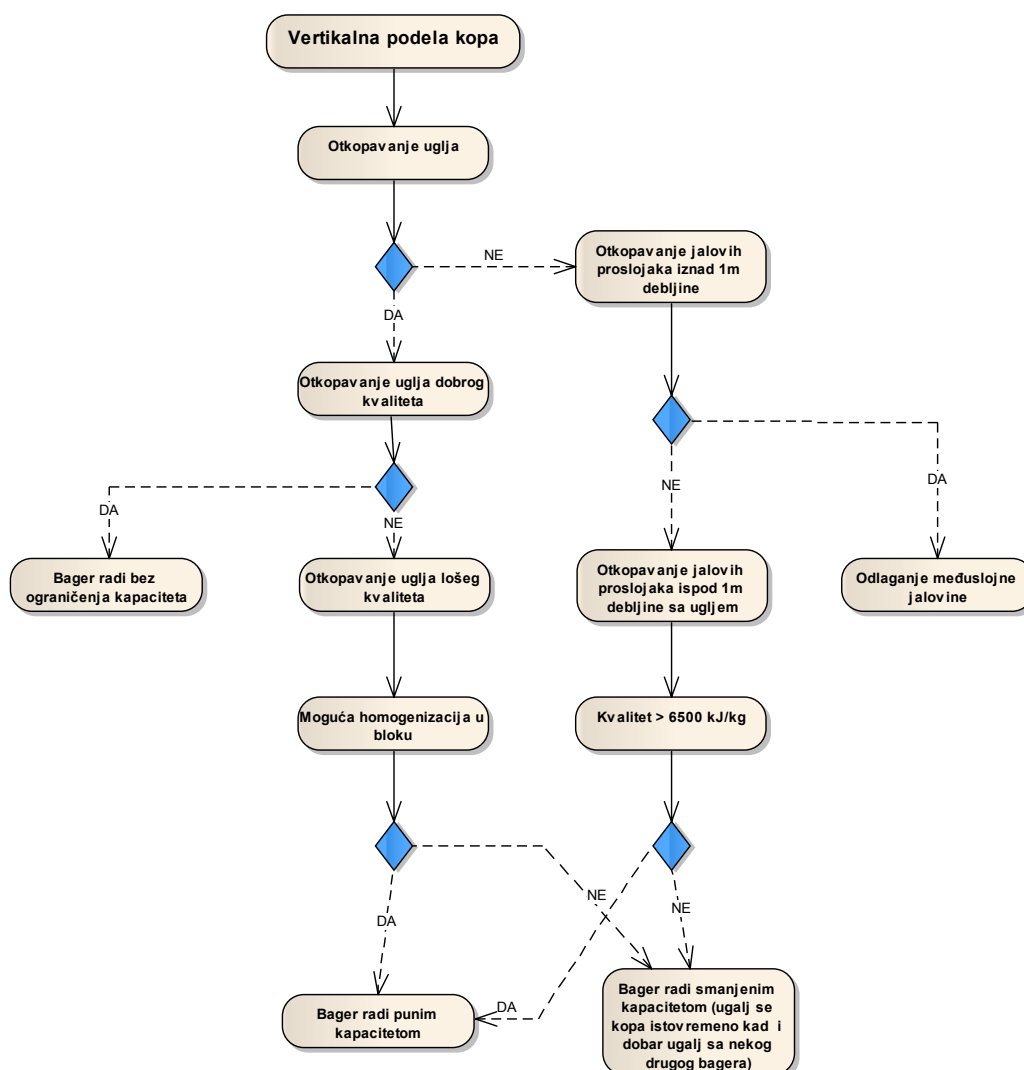 Vertikalna podela kopa
Otkopavanje uglja
NE
Otkopavanje jalovih
proslojaka iznad 1m
debljine
DA
Otkopavanje uglja dobrog
kvaliteta
DA
NE
NE
DA
Bager radi bez
ograničenja kapaciteta
Otkopavanje uglja lošeg
kvaliteta
Otkopavanje jalovih
proslojaka ispod 1m
debljine sa ugljem
Odlaganje međuslojne
jalovine
Moguća homogenizacija u
bloku
Kvalitet > 6500 kJ/kg
DA
NE
NE
DA
Bager radi punim
kapacitetom
Bager radi smanjenim
kapacitetom (ugalj se
kopa istovremeno kad i
dobar ugalj sa nekog
drugog bagera)